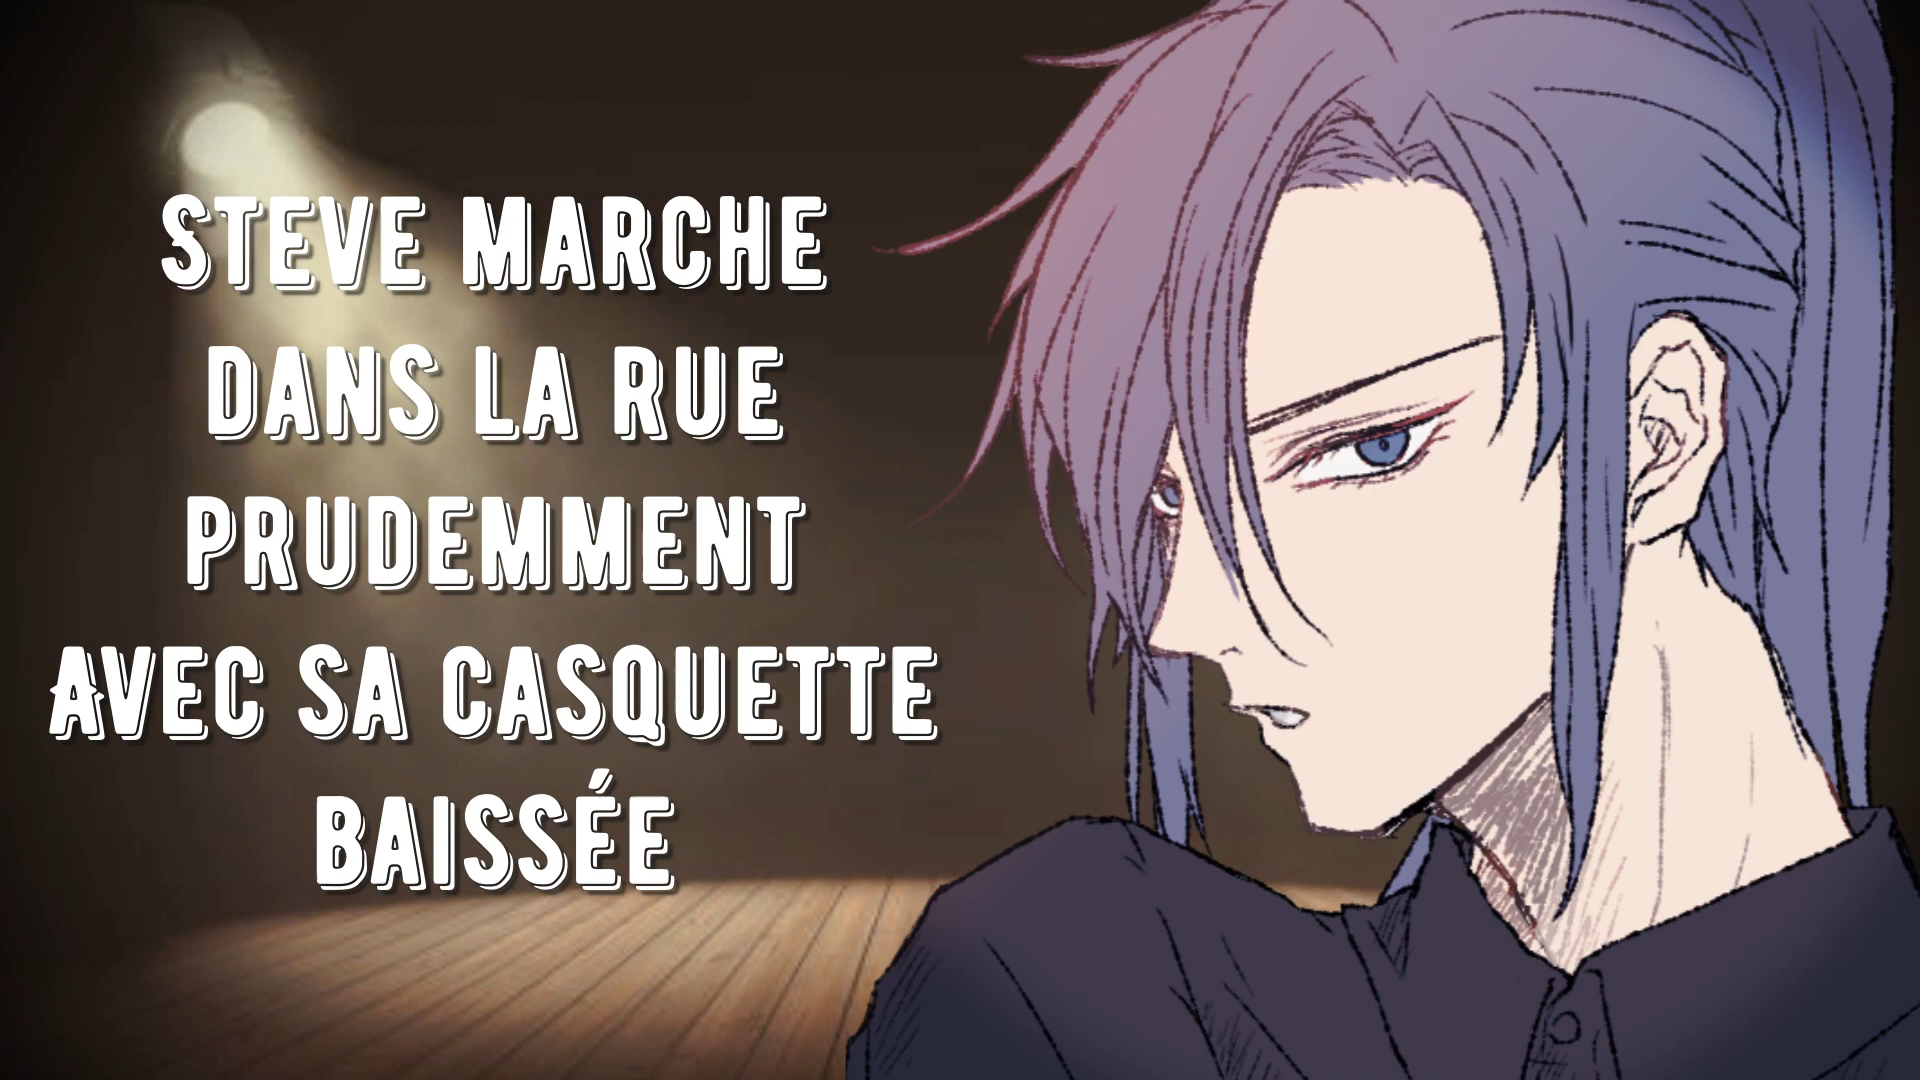 STEVE MARCHE
DANS LA RUE
PRUDEMMENT
AVEC SA CASQUETTE
BAISSÉE